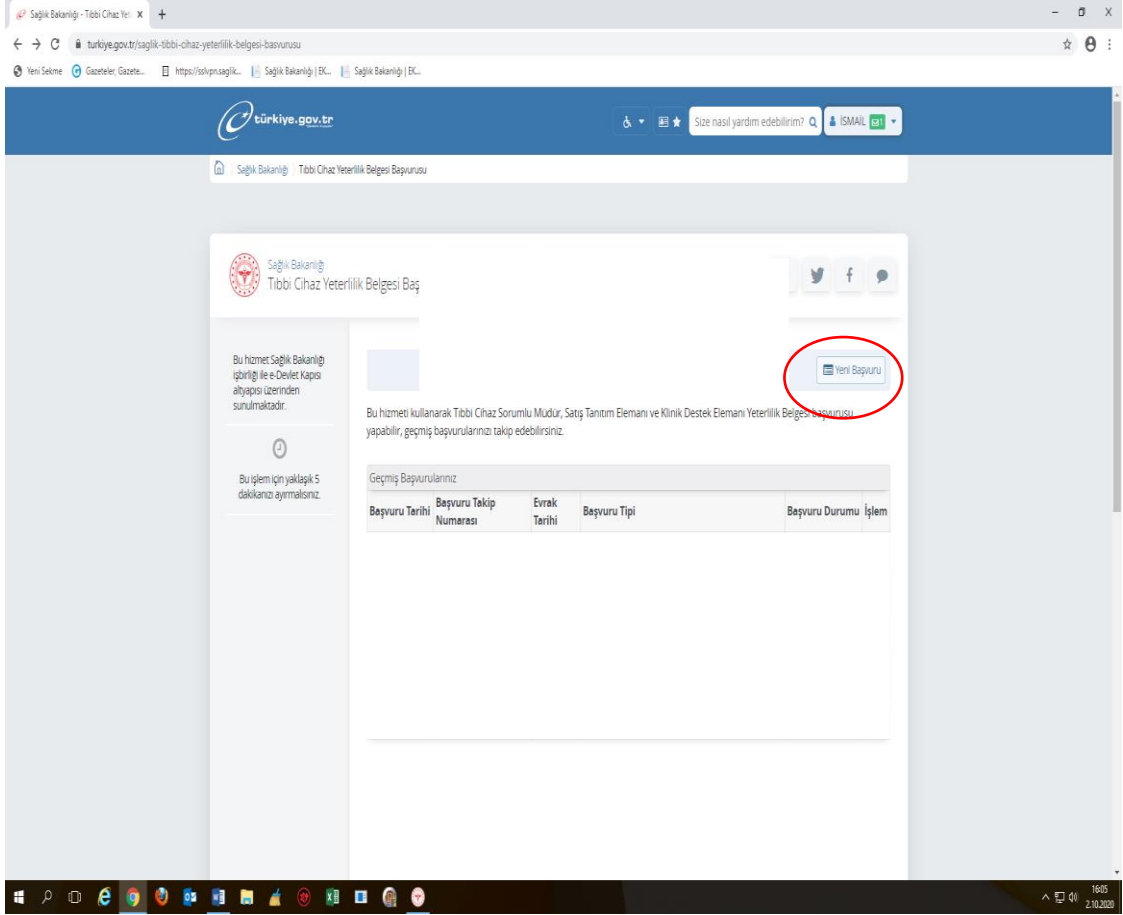 Sağlık Bakanlığı - Tıbbi Cihaz Yet
turkiye.gov.tr/saglik-tibbi-cihaz-yeterlilik-belgesi-basvurusu
Yeni Sekme Gazeteler, Gazete... https://sslvpn.saglik... Sağlık Bakanlığı | EK... Sağlık Bakanlığı | EK...
türkiye.gov.tr
Size nasıl yardım edebilirim? İSMAİL 1
Sağlık Bakanlığı Tıbbi Cihaz Yeterlilik Belgesi Başvurusu
Sağlık Bakanlığı
Tıbbi Cihaz Yeterlilik Belgesi Baş
Bu hizmet Sağlık Bakanlığı
işbirliği ile e-Devlet Kapısı
altyapısı üzerinden
sunulmaktadır.
Bu işlem için yaklaşık 5
dakikanızı ayırmalısınız.
Yeni Başvuru
Bu hizmeti kullanarak Tıbbi Cihaz Sorumlu Müdür, Satış Tanıtım Elemanı ve Klinik Destek Elemanı Yeterlilik Belgesi başvurusu
yapabilir, geçmiş başvurularınızı takip edebilirsiniz.
Geçmiş Başvurularınız
Başvuru Tarihi Başvuru Takip Numarası Evrak Tarihi Başvuru Tipi Başvuru Durumu İşlem
16:05
2.10.2020